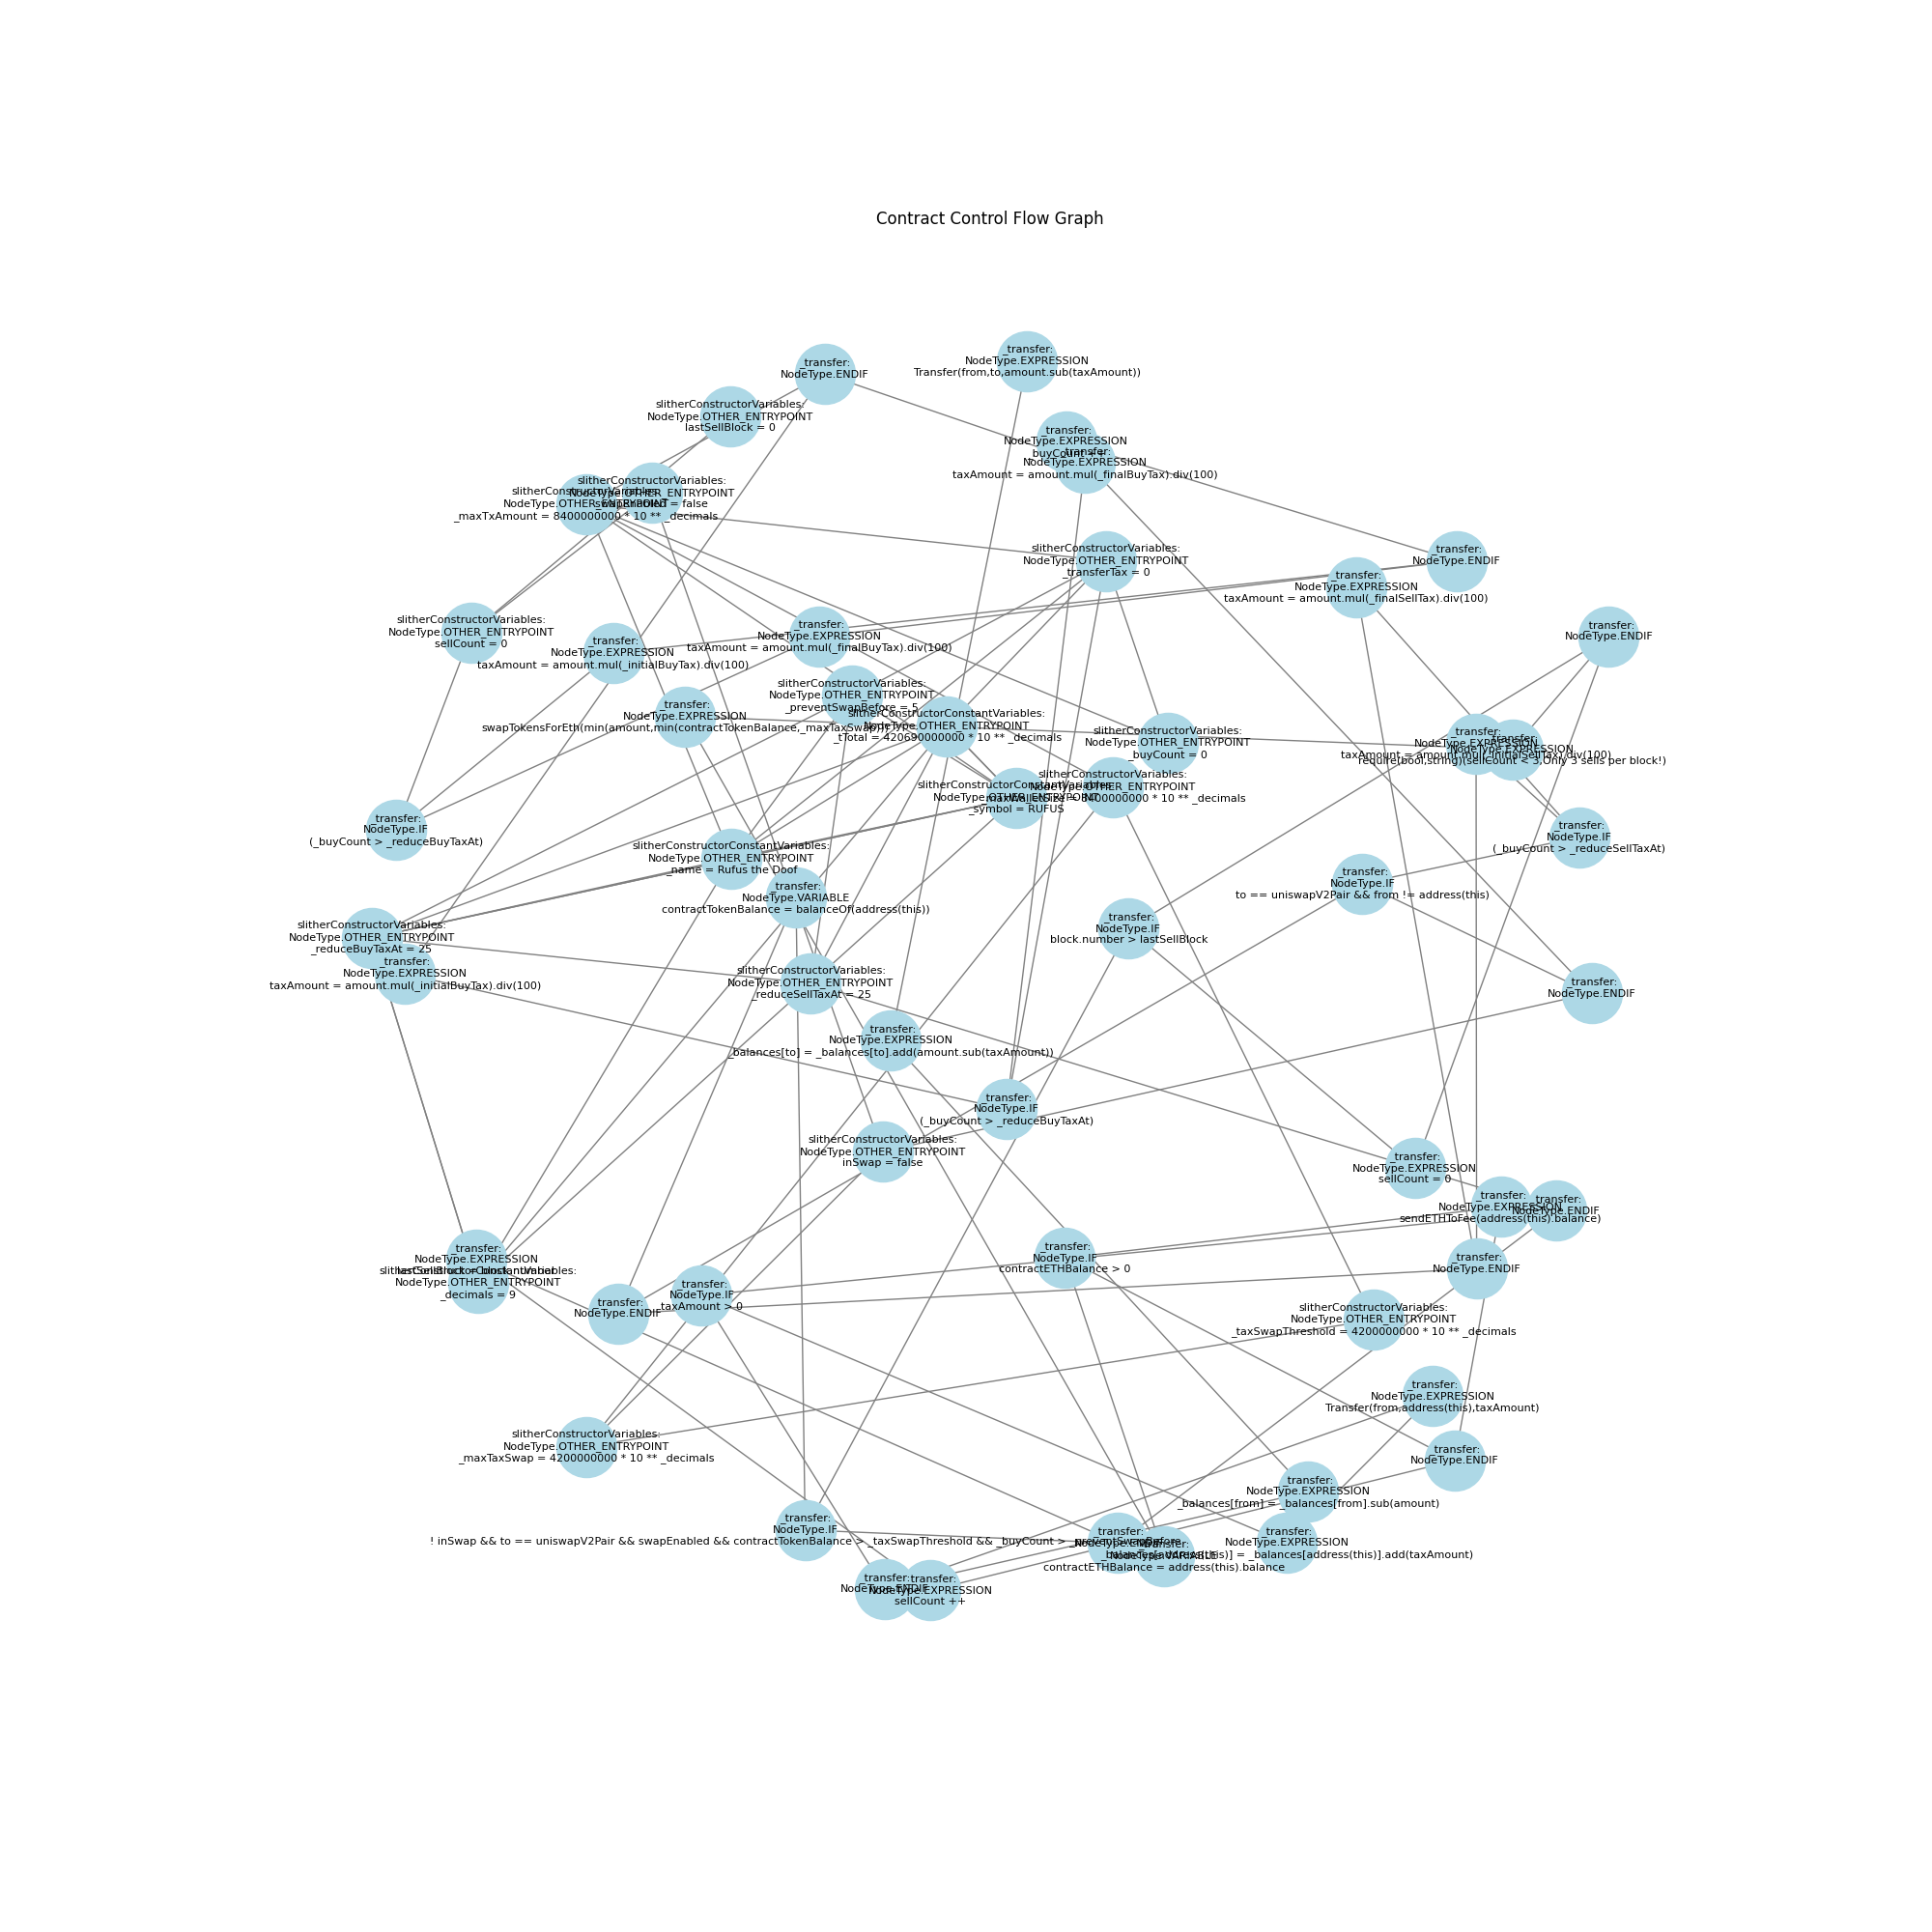 Contract Control Flow Graph
_transfer:
NodeType.EXPRESSION
Transfer(from,to,amount.sub(taxAmount))
_transfer:
NodeType.ENDIF
slitherConstructorVariables:
NodeType.OTHER_ENTRYPOINT
lastSellBlock = 0
_transfer:
NodeType.EXPRESSION
_buyCount ++
_transfer:
NodeType.EXPRESSION
taxAmount = amount.mul(_finalBuyTax).div(100)
slitherConstructorVariables:
NodeType.OTHER_ENTRYPOINT
swapEnabled = false
slitherConstructorVariables:
NodeType.OTHER_ENTRYPOINT
_maxTxAmount = 8400000000 * 10 ** _decimals
slitherConstructorVariables:
NodeType.OTHER_ENTRYPOINT
_transferTax = 0
_transfer:
NodeType.ENDIF
_transfer:
NodeType.EXPRESSION
taxAmount = amount.mul(_finalSellTax).div(100)
slitherConstructorVariables:
NodeType.OTHER_ENTRYPOINT
sellCount = 0
_transfer:
NodeType.EXPRESSION
taxAmount = amount.mul(_initialBuyTax).div(100)
_transfer:
NodeType.EXPRESSION
taxAmount = amount.mul(_finalBuyTax).div(100)
_transfer:
NodeType.ENDIF
slitherConstructorVariables:
NodeType.OTHER_ENTRYPOINT
_preventSwapBefore = 5
_transfer:
NodeType.EXPRESSION
swapTokensForEth(min(amount,min(contractTokenBalance,_maxTaxSwap)))
slitherConstructorConstantVariables:
NodeType.OTHER_ENTRYPOINT
_tTotal = 420690000000 * 10 ** _decimals
slitherConstructorVariables:
NodeType.OTHER_ENTRYPOINT
_buyCount = 0
_transfer:
NodeType.EXPRESSION
taxAmount = amount.mul(_initialSellTax).div(100)
_transfer:
NodeType.EXPRESSION
require(bool,string)(sellCount < 3,Only 3 sells per block!)
slitherConstructorVariables:
NodeType.OTHER_ENTRYPOINT
_maxWalletSize = 8400000000 * 10 ** _decimals
slitherConstructorConstantVariables:
NodeType.OTHER_ENTRYPOINT
_symbol = RUFUS
_transfer:
NodeType.IF
(_buyCount > _reduceBuyTaxAt)
_transfer:
NodeType.IF
(_buyCount > _reduceSellTaxAt)
slitherConstructorConstantVariables:
NodeType.OTHER_ENTRYPOINT
_name = Rufus the Doof
_transfer:
NodeType.VARIABLE
contractTokenBalance = balanceOf(address(this))
_transfer:
NodeType.IF
to == uniswapV2Pair && from != address(this)
_transfer:
NodeType.IF
block.number > lastSellBlock
slitherConstructorVariables:
NodeType.OTHER_ENTRYPOINT
_reduceBuyTaxAt = 25
_transfer:
NodeType.EXPRESSION
taxAmount = amount.mul(_initialBuyTax).div(100)
slitherConstructorVariables:
NodeType.OTHER_ENTRYPOINT
_reduceSellTaxAt = 25
_transfer:
NodeType.ENDIF
_transfer:
NodeType.EXPRESSION
_balances[to] = _balances[to].add(amount.sub(taxAmount))
_transfer:
NodeType.IF
(_buyCount > _reduceBuyTaxAt)
slitherConstructorVariables:
NodeType.OTHER_ENTRYPOINT
inSwap = false
_transfer:
NodeType.EXPRESSION
sellCount = 0
_transfer:
NodeType.EXPRESSION
sendETHToFee(address(this).balance)
_transfer:
NodeType.ENDIF
_transfer:
NodeType.EXPRESSION
lastSellBlock = block.number
slitherConstructorConstantVariables:
NodeType.OTHER_ENTRYPOINT
_decimals = 9
_transfer:
NodeType.IF
contractETHBalance > 0
_transfer:
NodeType.ENDIF
_transfer:
NodeType.IF
taxAmount > 0
_transfer:
NodeType.ENDIF
slitherConstructorVariables:
NodeType.OTHER_ENTRYPOINT
_taxSwapThreshold = 4200000000 * 10 ** _decimals
_transfer:
NodeType.EXPRESSION
Transfer(from,address(this),taxAmount)
slitherConstructorVariables:
NodeType.OTHER_ENTRYPOINT
_maxTaxSwap = 4200000000 * 10 ** _decimals
_transfer:
NodeType.ENDIF
_transfer:
NodeType.EXPRESSION
_balances[from] = _balances[from].sub(amount)
_transfer:
NodeType.IF
! inSwap && to == uniswapV2Pair && swapEnabled && contractTokenBalance > _taxSwapThreshold && _buyCount > _preventSwapBefore
_transfer:
NodeType.ENDIF
_transfer:
NodeType.EXPRESSION
_balances[address(this)] = _balances[address(this)].add(taxAmount)
_transfer:
NodeType.VARIABLE
contractETHBalance = address(this).balance
_transfer:
NodeType.ENDIF
_transfer:
NodeType.EXPRESSION
sellCount ++